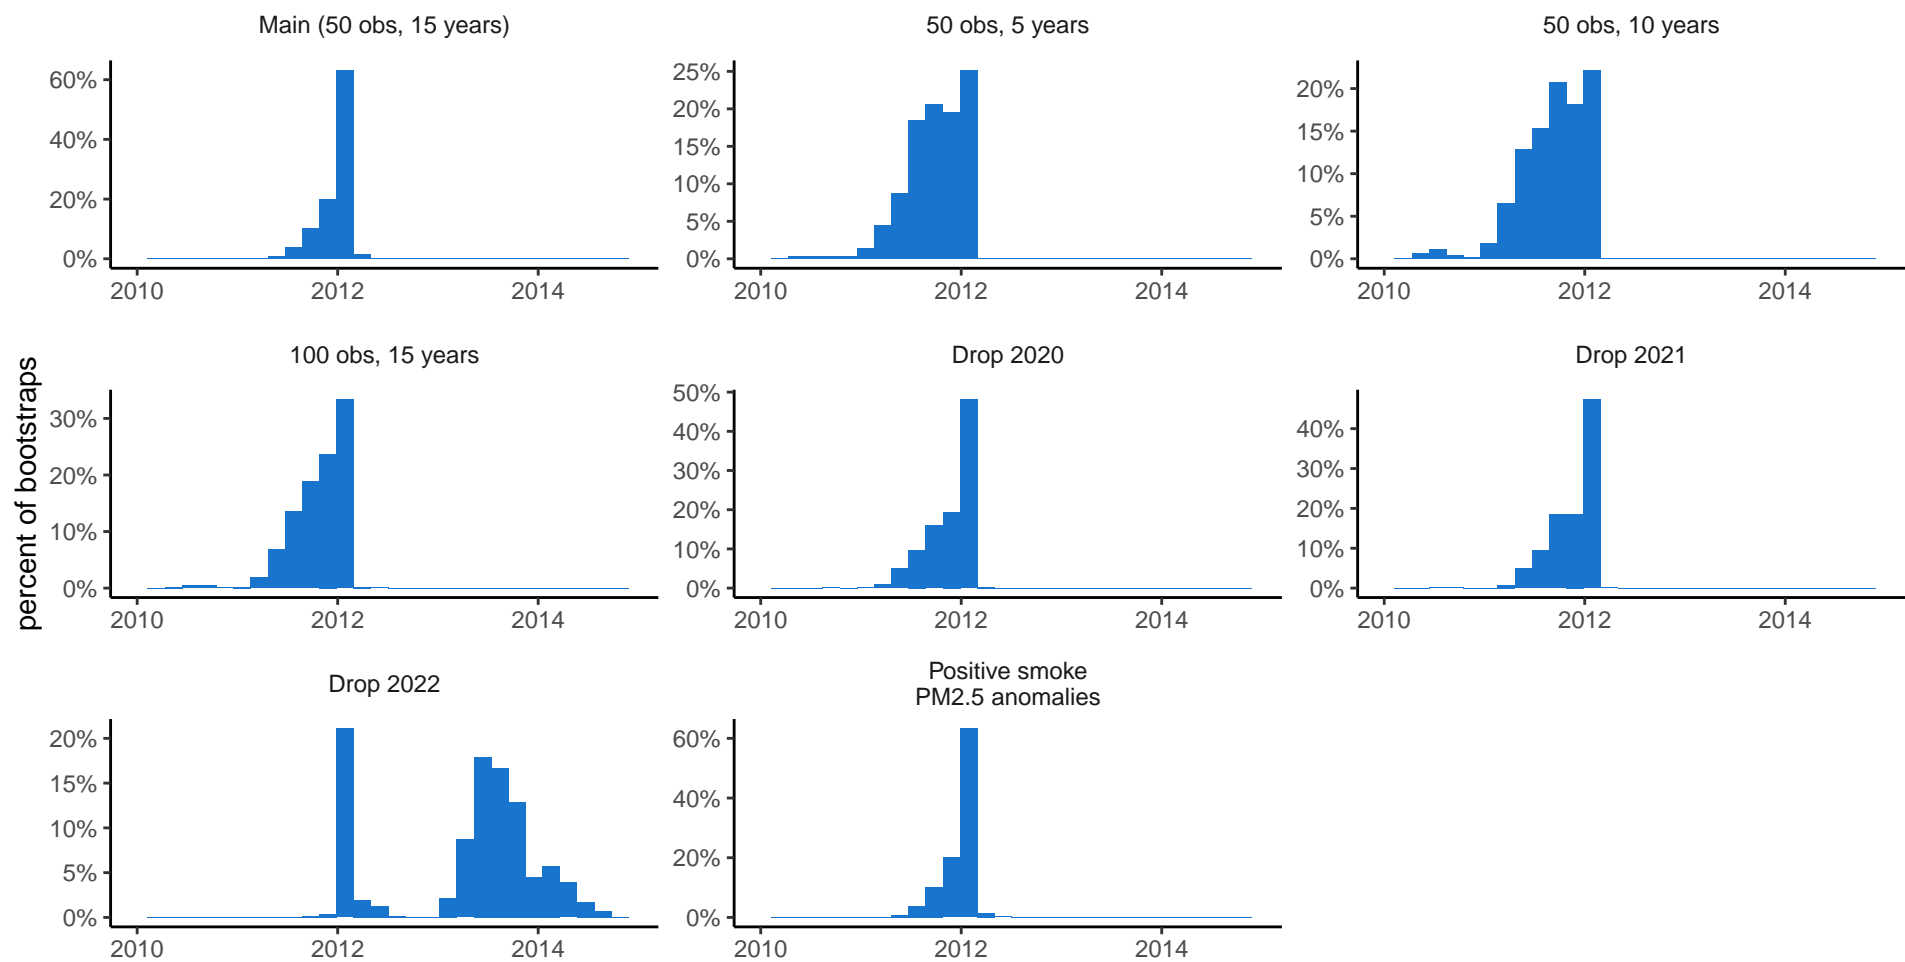 Main (50 obs, 15 years)
60%
40%
20%
0%
2010 2012 2014
50 obs, 5 years
25%
20%
15%
10%
5%
0%
2010 2012 2014
50 obs, 10 years
20%
15%
10%
5%
0%
2010 2012 2014
percent of bootstraps
100 obs, 15 years
30%
20%
10%
0%
2010 2012 2014
Drop 2020
50%
40%
30%
20%
10%
0%
2010 2012 2014
Drop 2021
40%
30%
20%
10%
0%
2010 2012 2014
Drop 2022
20%
15%
10%
5%
0%
2010 2012 2014
Positive smoke
PM2.5 anomalies
60%
40%
20%
0%
2010 2012 2014